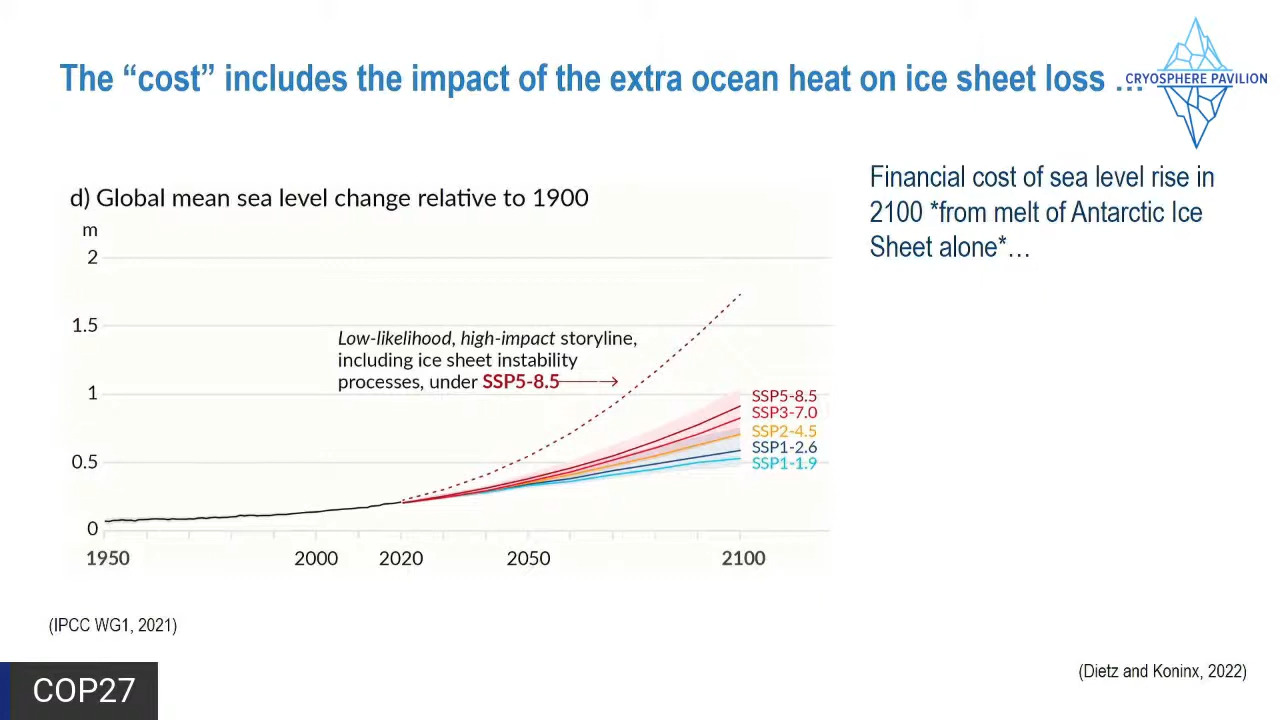 The “cost” includes the impact of the extra ocean heat on ice sheet loss …
CRYOSPHERE PAVILION
Financial cost of sea level rise in
2100 *from melt of Antarctic Ice
Sheet alone*…
d) Global mean sea level change relative to 1900
m
2
1.5
1
0.5
0
Low-likelihood, high-impact storyline,
including ice sheet instability
processes, under SSP5-8.5
SSP5-8.5
SSP3-7.0
SSP2-4.5
SSP1-2.6
SSP1-1.9
1950 2000 2020 2050 2100
(IPCC WG1, 2021)
(Dietz and Koninx, 2022)
COP27